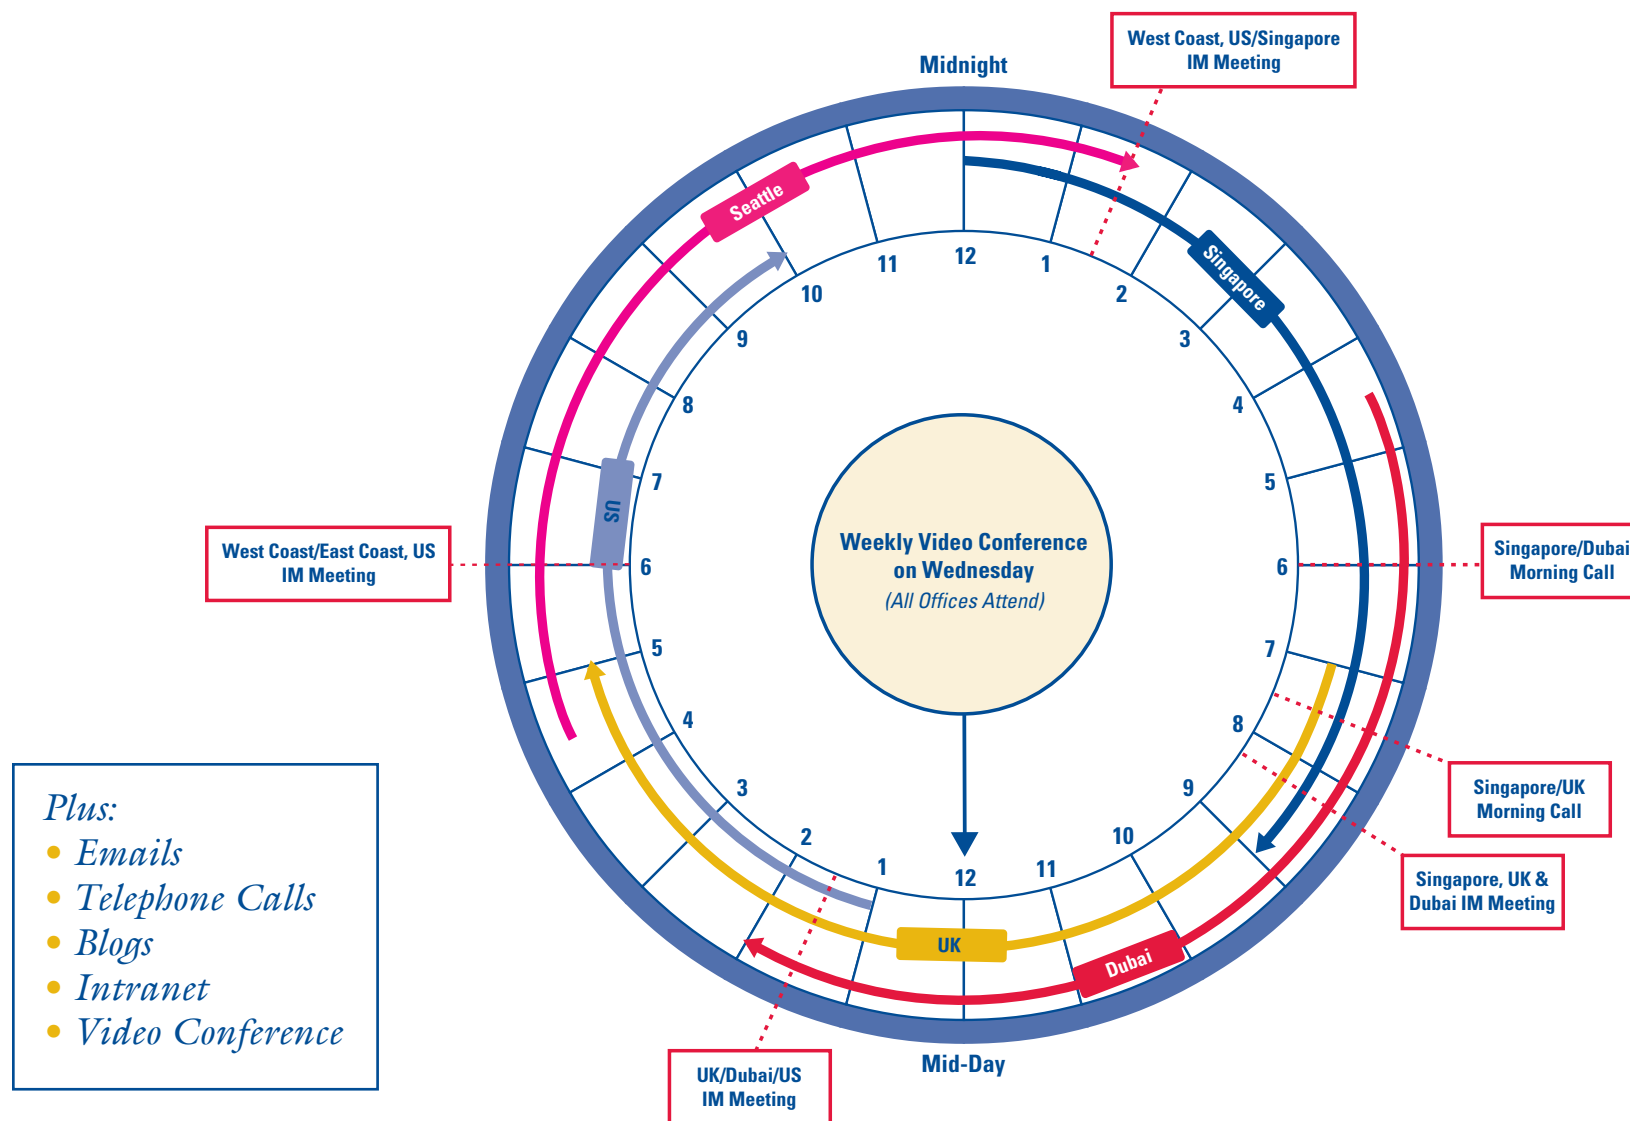 West Coast, US/Singapore
IM Meeting
Midnight
Seattle
Singapore
12
1
2
3
4
5
6
7
8
9
10
11
12
1
2
3
4
5
6
7
8
9
10
11
US
UK
Dubai
Weekly Video Conference
on Wednesday
(All Offices Attend)
West Coast/East Coast, US
IM Meeting
Singapore/Dubai
Morning Call
Singapore/UK
Morning Call
Singapore, UK &
Dubai IM Meeting
Mid-Day
UK/Dubai/US
IM Meeting
Plus:
• Emails
• Telephone Calls
• Blogs
• Intranet
• Video Conference